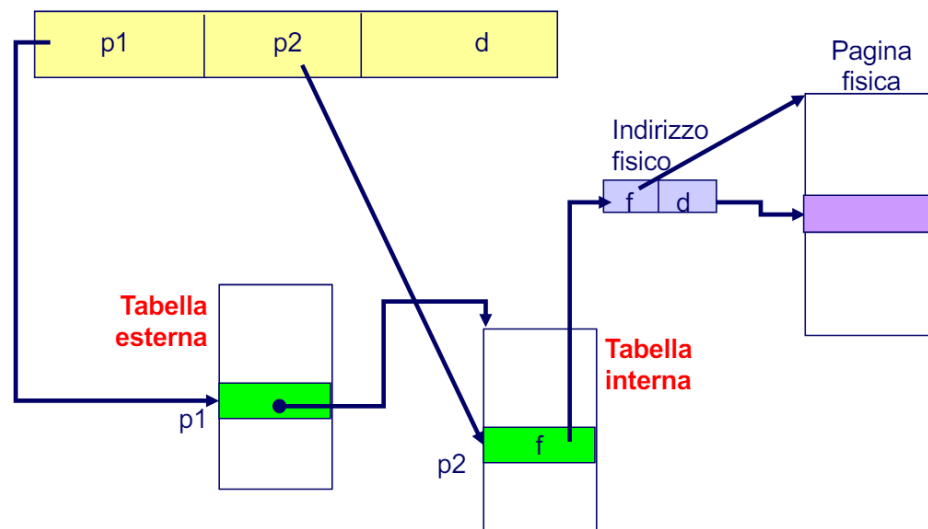 p1 p2 d
Pagina
fisica
Indirizzo
fisico
f d
Tabella
esterna
p1
Tabella
interna
p2
f